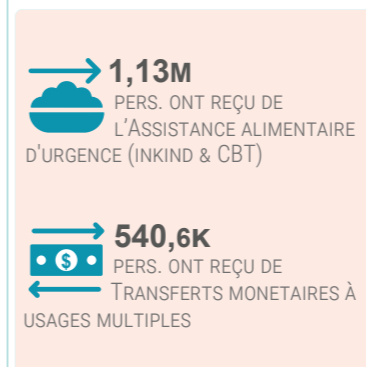 1,13M
PERS. ONT REÇU DE
L'ASSISTANCE ALIMENTAIRE
D'URGENCE (INKIND & CBT)
$
540,6K
PERS. ONT REÇU DE
TRANSFERTS MONETAIRES À
USAGES MULTIPLES